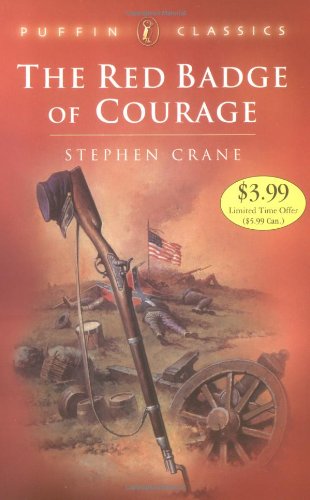 PUFFIN CLASSICS
THE RED BADGE
OF COURAGE
STEPHEN CRANE
$3.99
Limited Time Offer
($5.99 Can.)